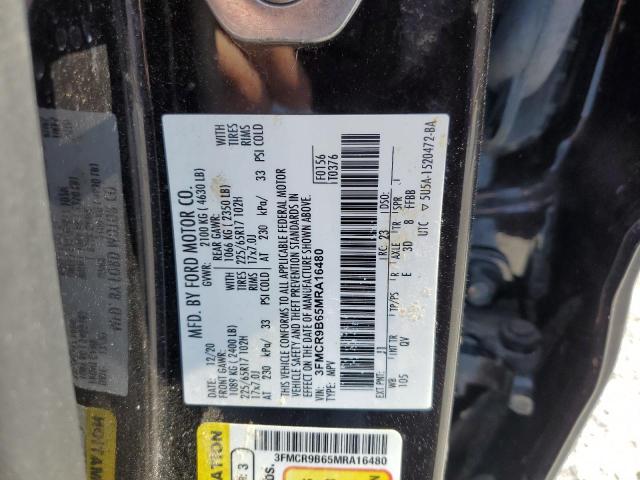 MFD. BY FORD MOTOR CO.
DATE: 12/20
GVWR: 2100 KG ( 4630 LB)
FRONT GAWR:
1089 KG ( 2400 LB)
225/65R17 102H
17x7.0J
AT 230 kPa/ 33 PSI COLD
REAR GAWR:
1066 KG ( 2350 LB)
225/65R17 102H
17x7.0J
AT 230 kPa/ 33 PSI COLD
WITH
TIRES
RIMS
WITH
TIRES
RIMS
THIS VEHICLE CONFORMS TO ALL APPLICABLE FEDERAL MOTOR
VEHICLE SAFETY AND THEFT PREVENTION STANDARDS IN
EFFECT ON THE DATE OF MANUFACTURE SHOWN ABOVE.
VIN: 3FMCR9B65MRA16480
TYPE: MPV
F0156
T0376
EXT PNT: J1 RC: 23 DSO:
WB BRK INT TR TP/PS R AXLE TR SPR
105 QV E 3D 8 FFBB
UTC ▽ 5U5A-1520472-BA
3FMCR9B65MRA16480